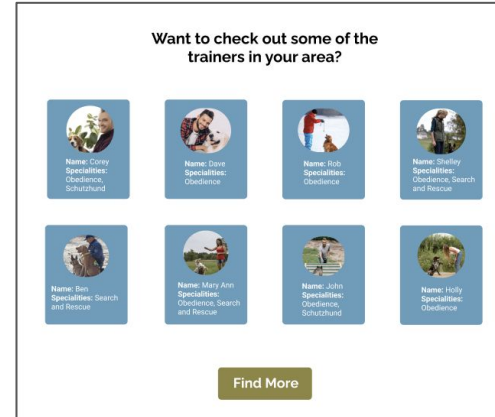 Want to check out some of the
trainers in your area?
Name: Corey
Specialities:
Obedience,
Schutzhund
Name: Dave
Specialities:
Obedience
Name: Rob
Specialities:
Obedience
Name: Shelley
Specialities:
Obedience, Search
and Rescue
Name: Ben
Specialities: Search
and Rescue
Name: Mary Ann
Specialities:
Obedience, Search
and Rescue
Name: John
Specialities:
Obedience,
Schutzhund
Name: Holly
Specialities:
Obedience
Find More